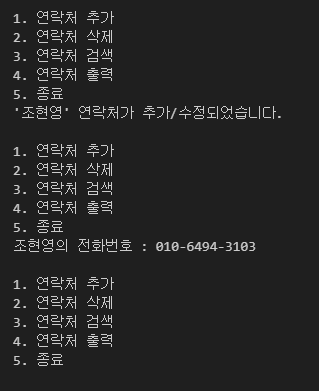 1. 연락처 추가
2. 연락처 삭제
3. 연락처 검색
4. 연락처 출력
5. 종료
'조현영' 연락처가 추가/수정되었습니다.
1. 연락처 추가
2. 연락처 삭제
3. 연락처 검색
4. 연락처 출력
5. 종료
조현영의 전화번호 : 010-6494-3103
1. 연락처 추가
2. 연락처 삭제
3. 연락처 검색
4. 연락처 출력
5. 종료